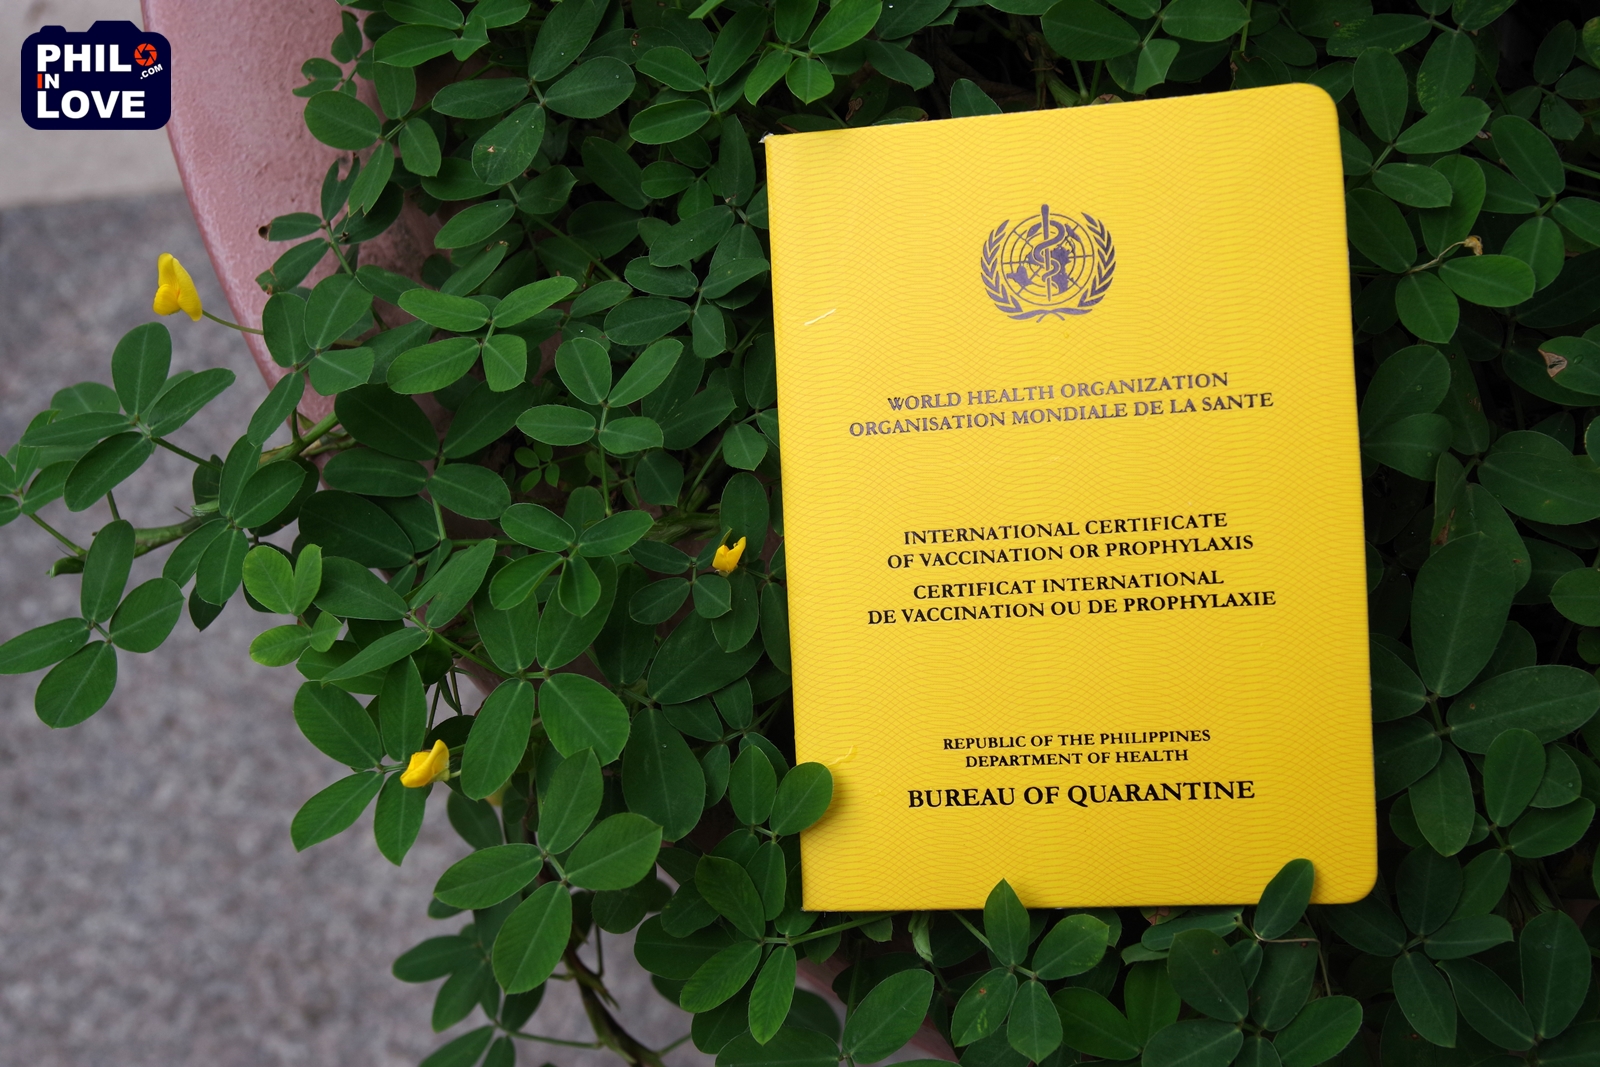 PHIL
IN
.COM
LOVE
WORLD HEALTH ORGANIZATION
ORGANISATION MONDIALE DE LA SANTE
INTERNATIONAL CERTIFICATE
OF VACCINATION OR PROPHYLAXIS
CERTIFICAT INTERNATIONAL
DE VACCINATION OU DE PROPHYLAXIE
REPUBLIC OF THE PHILIPPINES
DEPARTMENT OF HEALTH
BUREAU OF QUARANTINE